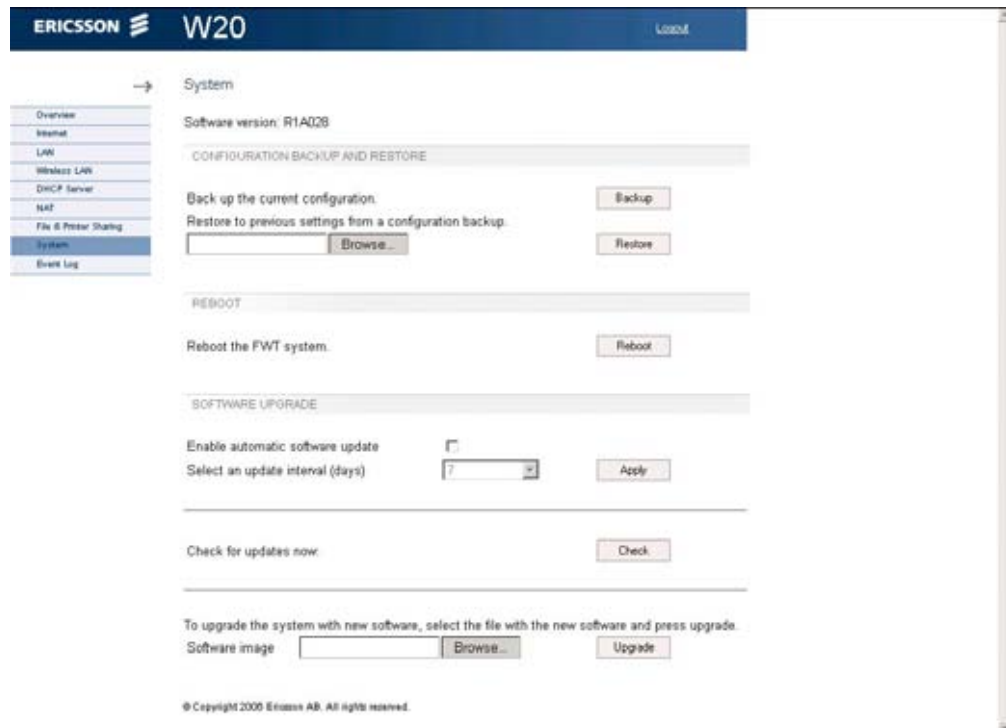 ERICSSON W20 Logout
System
Overview
Internet
LAN
Wireless LAN
DHCP Server
NAT
File & Printer Sharing
System
Event Log
Software version: R1A028
CONFIGURATION BACKUP AND RESTORE
Back up the current configuration. Backup
Restore to previous settings from a configuration backup.
Browse... Restore
REBOOT
Reboot the FWT system. Reboot
SOFTWARE UPGRADE
Enable automatic software update
Select an update interval (days) 7 Apply
Check for updates now: Check
To upgrade the system with new software, select the file with the new software and press upgrade.
Software image Browse... Upgrade
© Copyright 2006 Ericsson AB. All rights reserved.